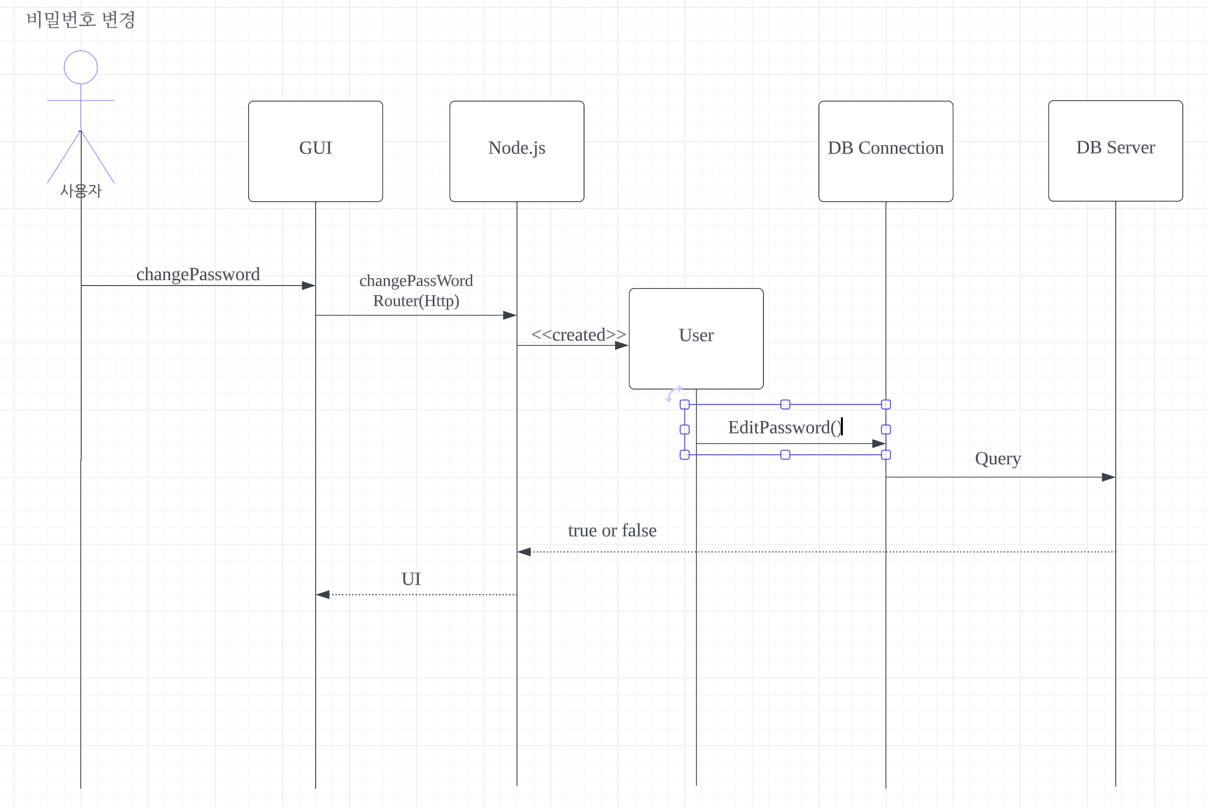 비밀번호 변경
사용자
GUI
Node.js
DB Connection
DB Server
changePassword
changePassWord
Router(Http)
<<created>>
User
EditPassword()
Query
true or false
UI